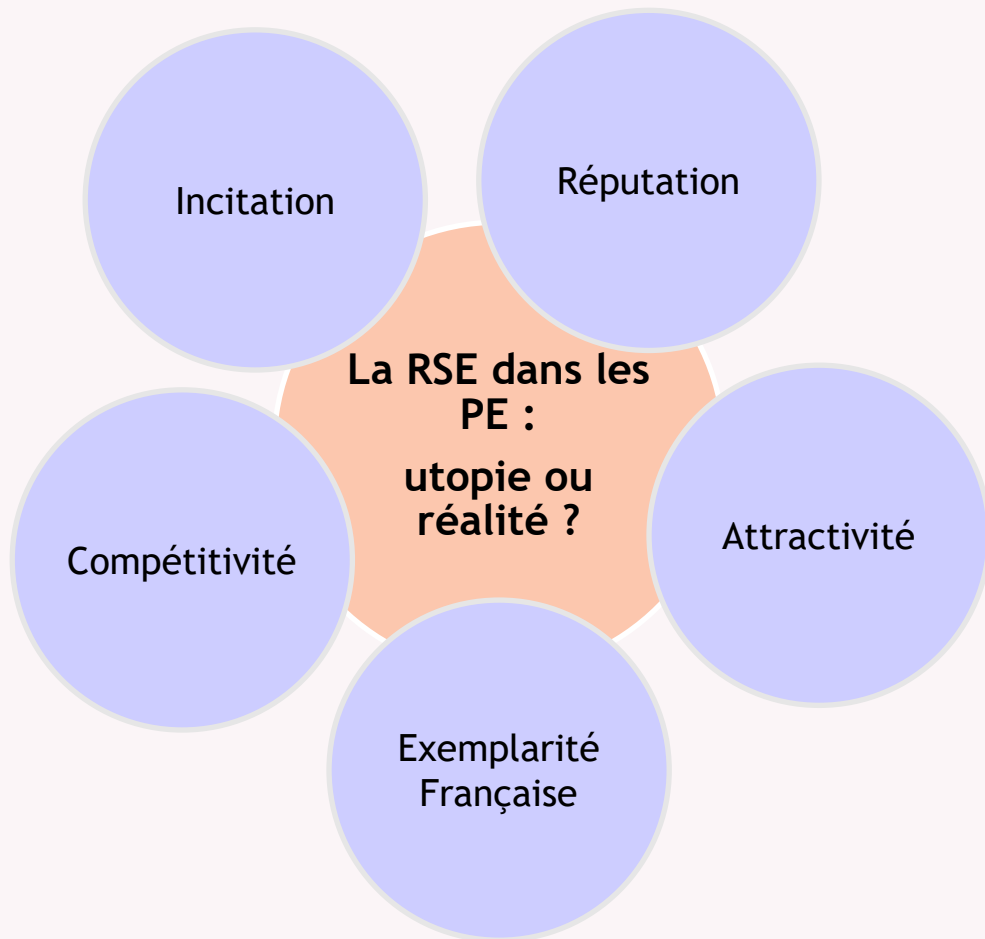 Incitation
Réputation
La RSE dans les
PE :
utopie ou
réalité ?
Compétitivité
Attractivité
Exemplarité
Française